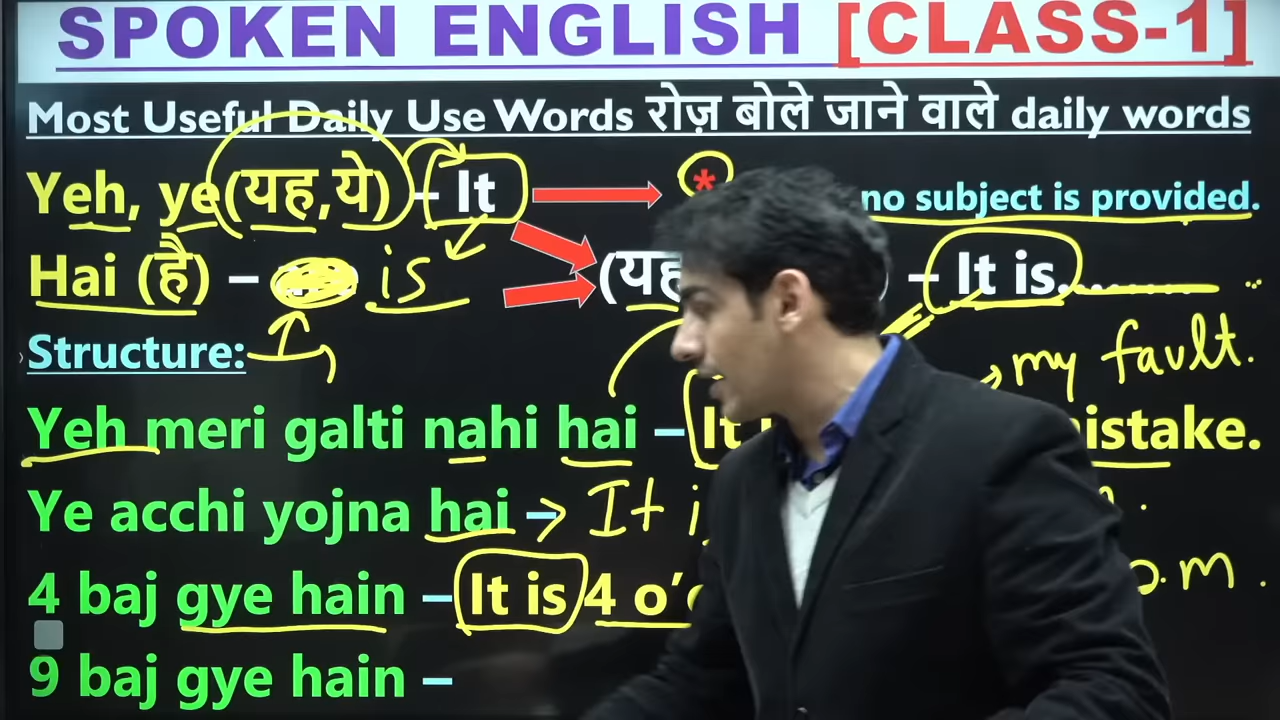 SPOKEN ENGLISH [CLASS-1]
Most Useful Daily Use Words रोज़ बोले जाने वाले daily words
Yeh, ye(यह,ये) – It * no subject is provided.
Hai (है) – is (यह – It is..........
Structure:
my fault.
Yeh meri galti nahi hai – It mistake.
Ye acchi yojna hai – It
4 baj gye hain – It is 4 p.m.
9 baj gye hain –